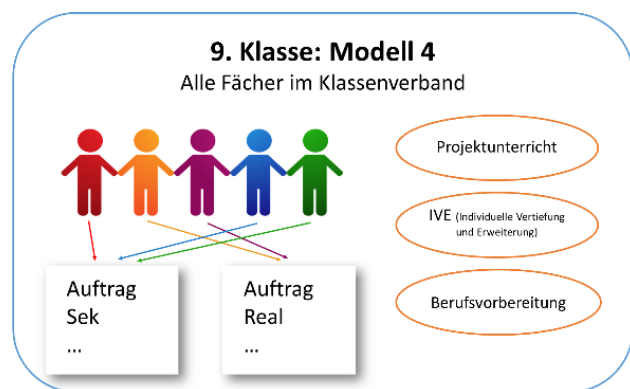 9. Klasse: Modell 4
Alle Fächer im Klassenverband
Projektunterricht
IVE (Individuelle Vertiefung
und Erweiterung)
Berufsvorbereitung
Auftrag
Sek
...
Auftrag
Real
...